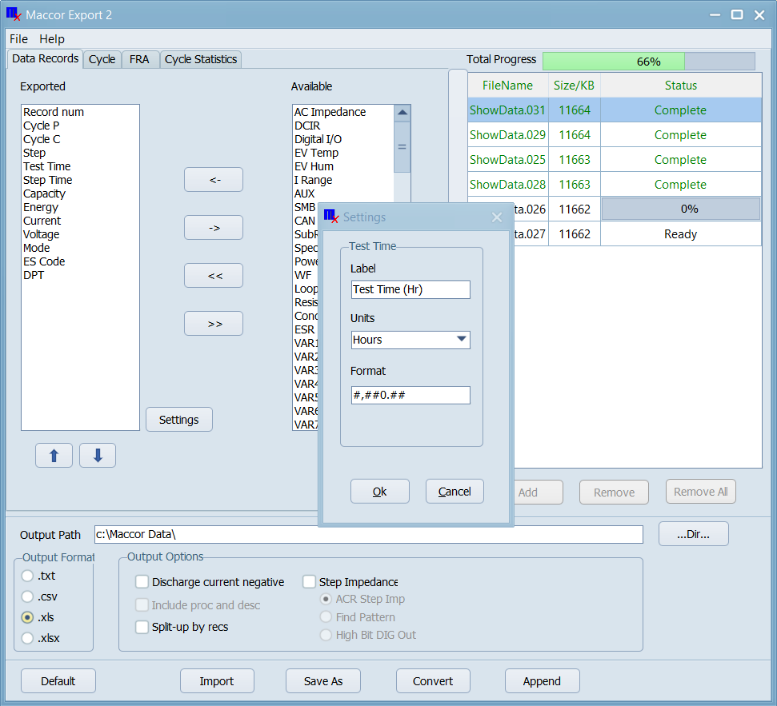 Maccor Export 2
File Help
Data Records Cycle FRA Cycle Statistics
Exported
Record num
Cycle P
Cycle C
Step
Test Time
Step Time
Capacity
Energy
Current
Voltage
Mode
ES Code
DPT
<-
->
<<
>>
Settings
Available
AC Impedance
DCIR
Digital I/O
EV Temp
EV Hum
I Range
AUX
SMB
CAN
SubR
Spec
Powe
WF
Loop
Resis
Cond
ESR
VAR1
VAR2
VAR3
VAR4
VAR5
VAR6
VAR7
Total Progress 66%
FileName Size/KB Status
ShowData.031 11664 Complete
ShowData.029 11664 Complete
ShowData.025 11663 Complete
ShowData.028 11663 Complete
ta.026 11662 0%
ta.027 11662 Ready
Add Remove Remove All
Settings
Test Time
Label
Test Time (Hr)
Units
Hours
Format
#,##0.##
Ok Cancel
Output Path c:\Maccor Data\ ...Dir...
Output Format
.txt
.csv
.xls
.xlsx
Output Options
Discharge current negative
Include proc and desc
Split-up by recs
Step Impedance
ACR Step Imp
Find Pattern
High Bit DIG Out
Default Import Save As Convert Append